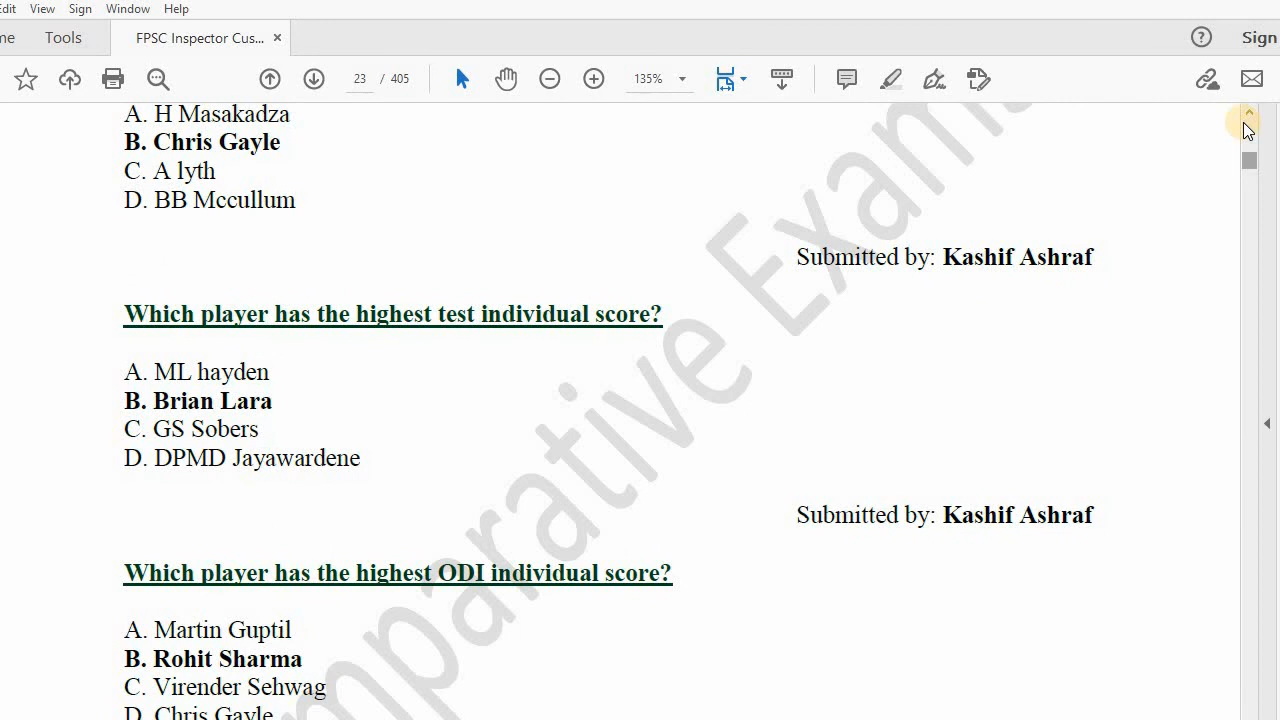 Edit View Sign Window Help
me Tools FPSC Inspector Cus... × ? Sign
23 / 405 135%
A. H Masakadza
B. Chris Gayle
C. A lyth
D. BB Mccullum
Submitted by: Kashif Ashraf
Which player has the highest test individual score?
A. ML hayden
B. Brian Lara
C. GS Sobers
D. DPMD Jayawardene
Submitted by: Kashif Ashraf
Which player has the highest ODI individual score?
A. Martin Guptil
B. Rohit Sharma
C. Virender Sehwag
D. Chris Gayle
mparative Exam